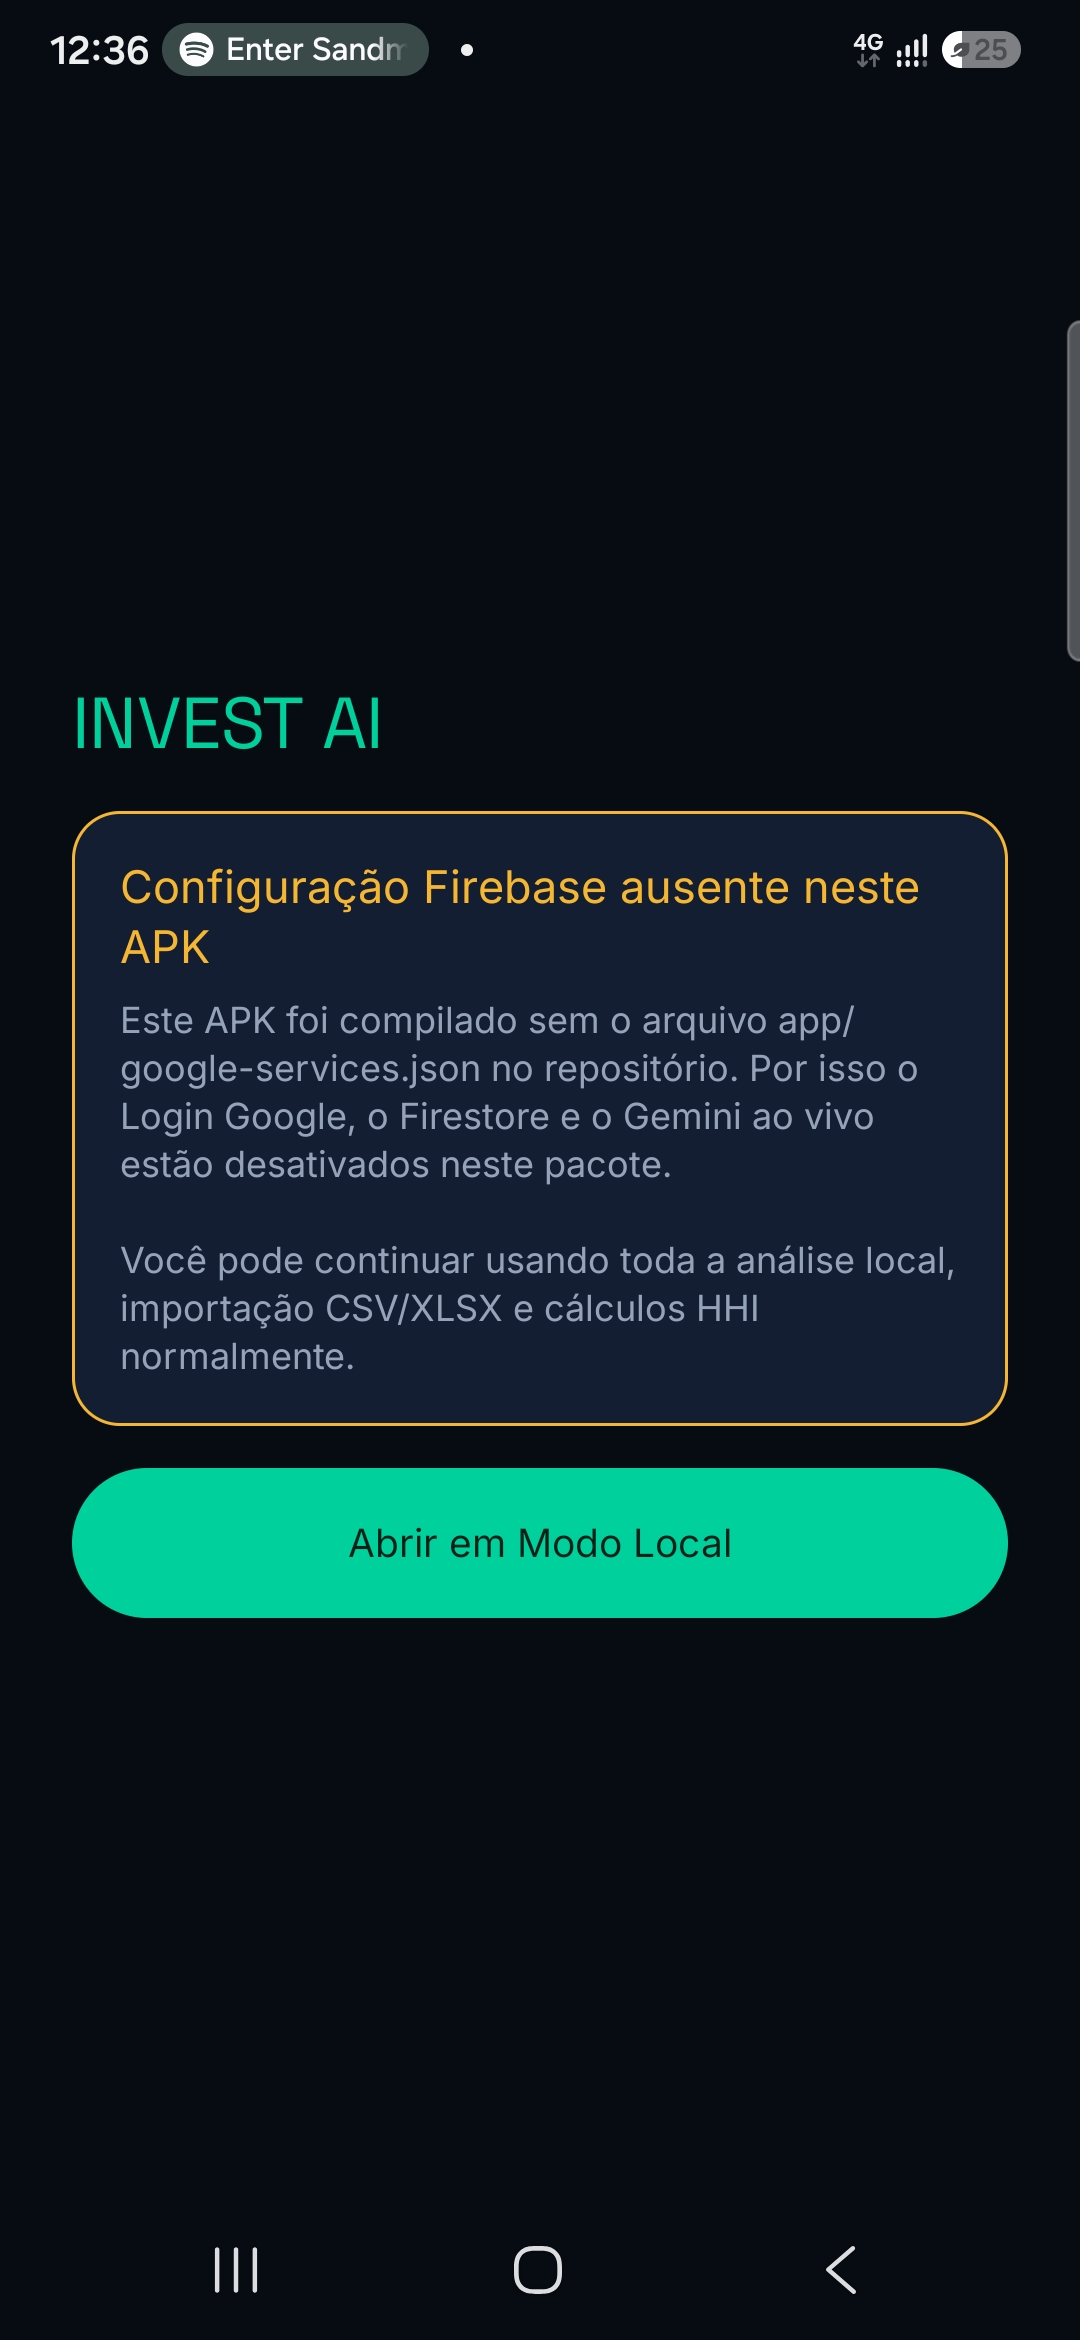 12:36 Enter Sandm 4G 25
INVEST AI
Configuração Firebase ausente neste
APK
Este APK foi compilado sem o arquivo app/
google-services.json no repositório. Por isso o
Login Google, o Firestore e o Gemini ao vivo
estão desativados neste pacote.
Você pode continuar usando toda a análise local,
importação CSV/XLSX e cálculos HHI
normalmente.
Abrir em Modo Local